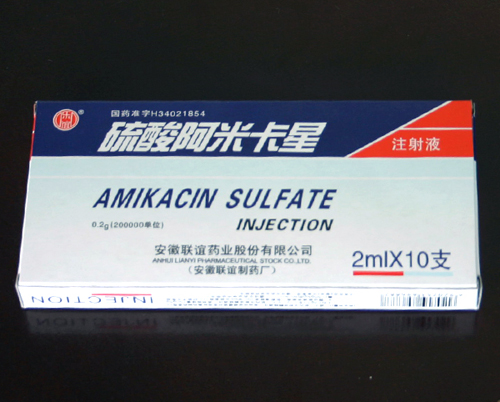 ®
国药准字H34021854
硫酸阿米卡星
注射液
AMIKACIN SULFATE
INJECTION
0.2g(200000单位)
安徽联谊药业股份有限公司
ANHUI LIANYI PHARMACEUTICAL STOCK CO.,LTD.
(安徽联谊制药厂)
2mlX10支
INJECTION